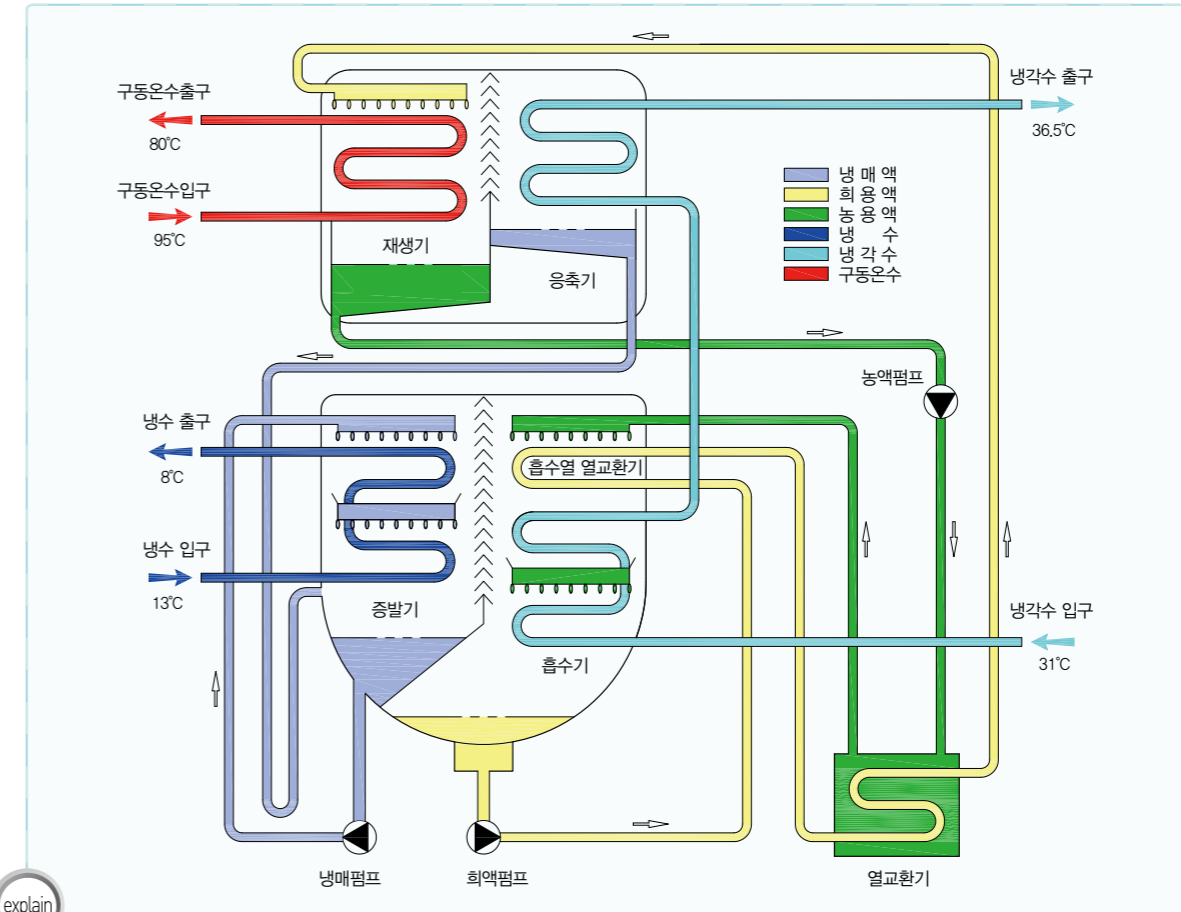 구동온수출구
80℃
구동온수입구
95℃
재생기
응축기
냉각수 출구
36.5℃
냉 매 액
희 용 액
농 용 액
냉 수
냉 각 수
구동온수
농액펌프
냉수 출구
8℃
흡수열 열교환기
냉수 입구
13℃
증발기
흡수기
냉각수 입구
31℃
냉매펌프
희액펌프
열교환기
explain